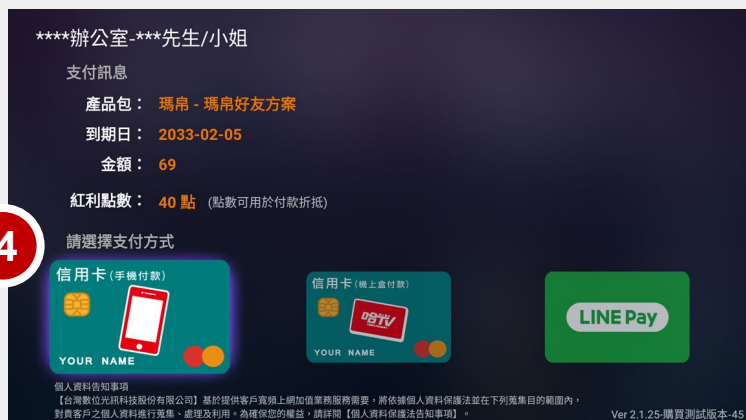 ****辦公室-***先生/小姐
支付訊息
產品包： 瑪帛 - 瑪帛好友方案
到期日： 2033-02-05
金額： 69
紅利點數： 40 點 (點數可用於付款折抵)
4
請選擇支付方式
信用卡(手機付款)
YOUR NAME
信用卡(機上盒付款)
哈TV
YOUR NAME
LINE Pay
個人資料告知事項
【台灣數位光訊科技股份有限公司】基於提供客戶寬頻上網加值業務服務需要，將依據個人資料保護法並在下列蒐集目的範圍內，
對貴客戶之個人資料進行蒐集、處理及利用。為確保您的權益，請詳閱【個人資料保護法告知事項】。
Ver 2.1.25-購買測試版本-45